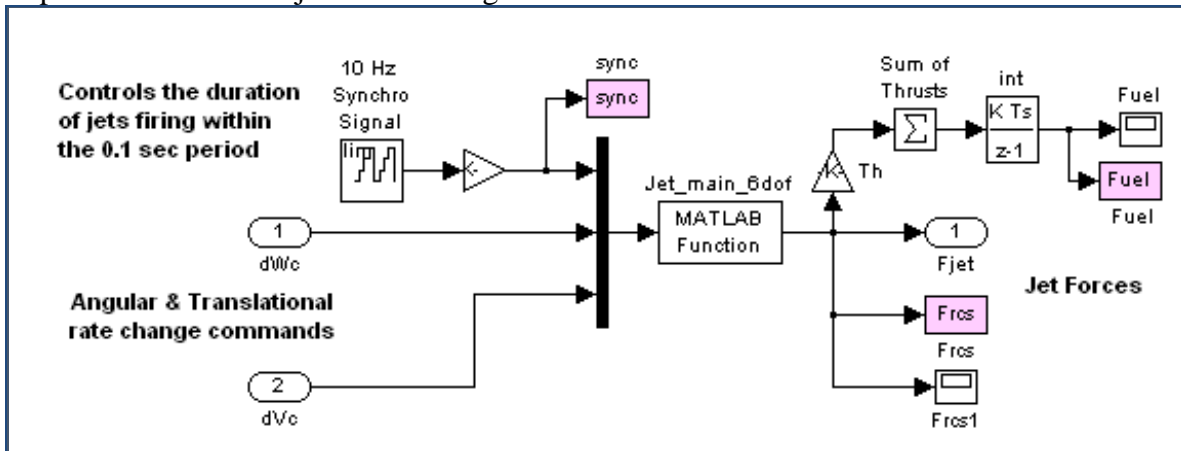 Controls the duration
of jets firing within
the 0.1 sec period
10 Hz
Synchro
Signal
sync
sync
Sum of
Thrusts
Σ
int
K Ts
z-1
Fuel
Fuel
Fuel
Th
Jet_main_6dof
MATLAB
Function
1
dWc
1
Fjet
Jet Forces
Angular & Translational
rate change commands
Frcs
Frcs
2
dVc
Frcs1